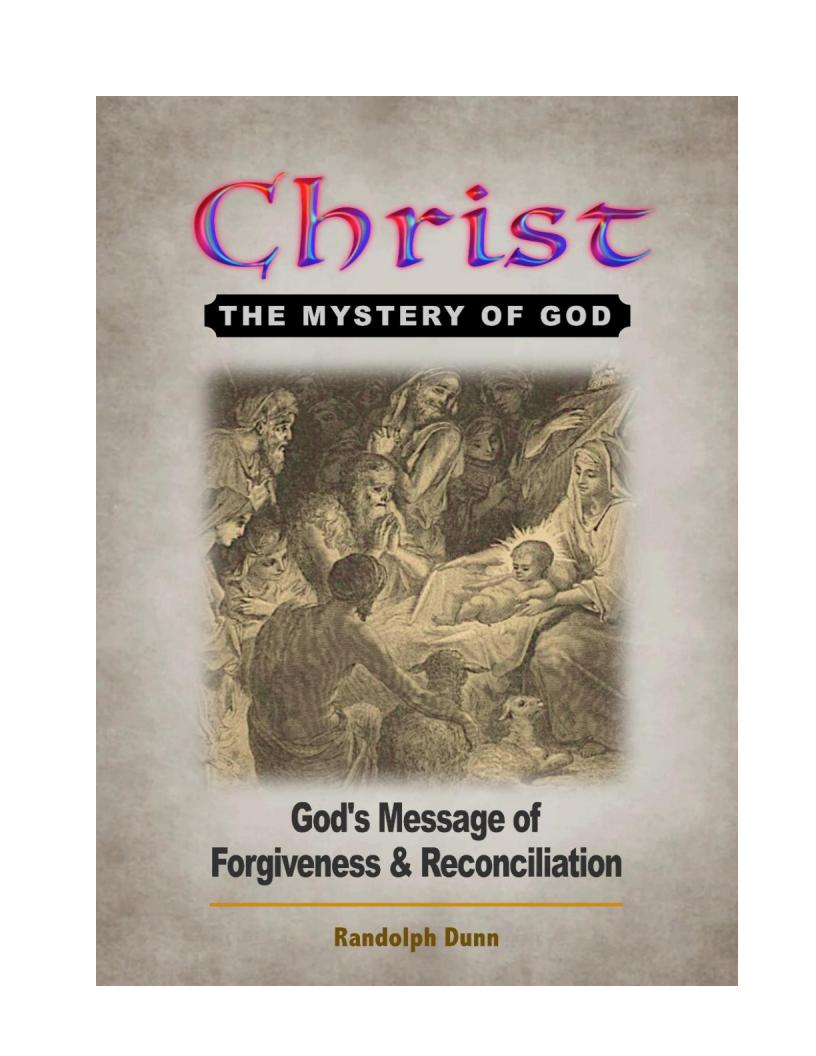 Christ
THE MYSTERY OF GOD
God's Message of
Forgiveness & Reconciliation
Randolph Dunn